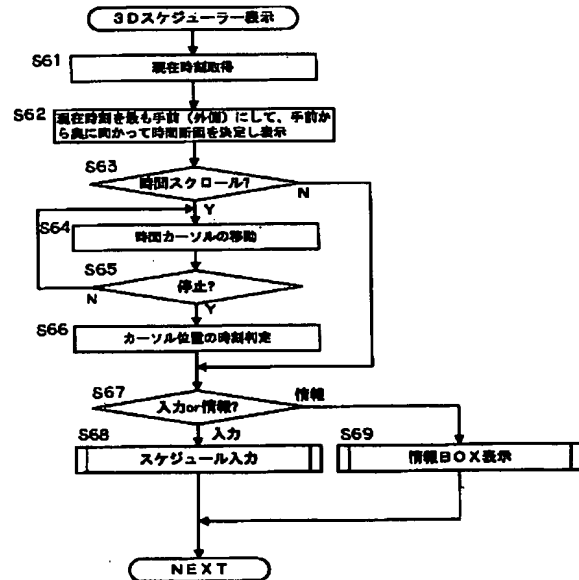 3Dスケジューラー表示
S61
現在時刻取得
S62
現在時刻を最も手前（外側）にして、手前
から奥に向かって時間断面を決定し表示
S63
時間スクロール?
N
Y
S64
時間カーソルの移動
S65
停止?
N
Y
S66
カーソル位置の時刻判定
S67
入力or情報?
情報
入力
S68
スケジュール入力
S69
情報BOX表示
NEXT